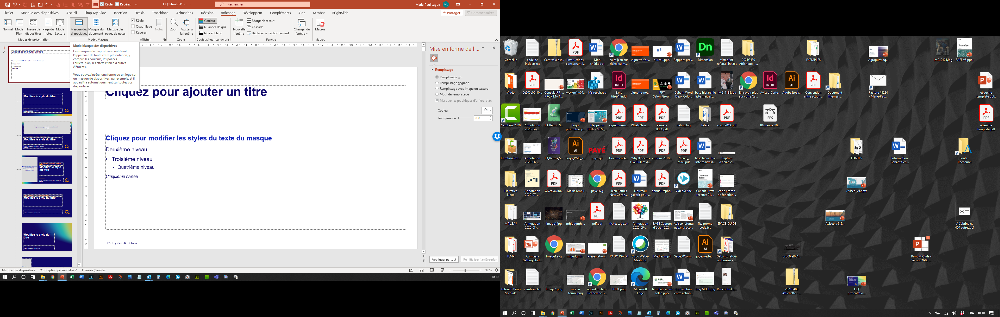 Règle
Repères
HQRefontePPT-...
Rechercher
Marie-Paul Laguë
ML
Fichier
Masque des diapositives
Accueil
Pimp My Slide
Insertion
Dessin
Transitions
Animations
Révision
Affichage
Développeur
Compléments
Aide
Acrobat
BrightSlide
Partager
Commentaires
Normal
Mode
Plan
Trieuse de
diapositives
Page de
notes
Mode
Lecture
Modes de présentation
Masque des
diapositives
Masque du
document
Masque des
pages de notes
Modes Masque
Règle
Quadrillage
Repères
Notes
Afficher
Zoom
Ajuster à
la fenêtre
Zoom
Couleur
Nuances de gris
Noir et blanc
Couleur/nuances de gris
Nouvelle
fenêtre
Réorganiser tout
Cascade
Déplacer le fractionnement
Changer de
fenêtre
Fenêtre
Macros
Macros
Mode Masque des diapositives
Les masques de diapositives contrôlent
l'apparence de toute votre présentation, y
compris les couleurs, les polices,
l'arrière-plan, les effets et bien d'autres
éléments.
Vous pouvez insérer une forme ou un logo sur
un masque de diapositives, par exemple, et il
apparaîtra automatiquement sur toutes vos
diapositives.
1
Cliquez pour ajouter un titre
Cliquez pour modifier les styles du texte du masque
Modifiez le style du titre
Modifiez le style du titre
Modifiez le style
du titre
Modifiez le style du titre
Modifiez le style du
titre
Cliquez pour ajouter un titre
Cliquez pour modifier les styles du texte du masque
Deuxième niveau
• Troisième niveau
• Quatrième niveau
Cinquième niveau
‹N°› Hydro-Québec
Mise en forme de l'...
Remplissage
Remplissage uni
Remplissage dégradé
Remplissage avec image ou texture
Motif de remplissage
Masquer les graphiques d'arrière-plan
Couleur
Transparence
0 %
Appliquer partout
Réinitialiser l'arrière-plan
Masque des diapositives
"Conception personnalisée"
Français (Canada)
97 %
10:10
Corbeille
code pc
insiders.txt
CamtasiaInst...
Instructions
concernant l...
Mon
chéri.docx
saint jean sur
richelieu m...
vignette-for...
bureau.pptx
Rapport_prel...
Dimension
vistaprint
referral link.txt
2021G480
Affichette - ...
EXEMPLES
AgropurMaq...
IMG_0121.jpg
SAFE v5.pptx
Vidéo
5e900e09-10...
ConsulatRP_...
PROXIMA N...
kysykm1w04...
Msirepair.reg
Sans
titre-1.indd
vignette-not...
PPT
Salon_Grou...
Gabarit Word
Deux Colo...
base hierarchie
liste maitress...
IMG_1188.jpg
En savoir plus
sur votre Ca...
Aviseo_Carte...
AdobeStock...
Convention
entre action...
Document
Themes ...
Facture #1234
- Marie-Pau...
ebauche
template.pptx
Camtasia 2020
Annotation
2020-04-...
F3_Retros_S...
logo
promutuel.p...
Napperon
DDA - MESI_...
signature-m...
WhatsNew_...
Panier -
IKEA.pdf
debug.log
fefefe
scans2019.pdf
BG_renne_20...
ebauche
template.pdf
CamtasiaInst...
Annotation
2020-06-...
F3_Retros_S...
Logo_PMS_v...
PAYÉ
paye.gif
DocumentA...
Why It Seems
Like Bullies A...
curium-2018...
Merci _
Maxi.pdf
base hierarchie
liste maitress...
Capture
d'écran 2...
FONTES
Information
Gabarit fich...
Fonts -
Raccourci
Helvetica
Neue
Annotation
2020-07-...
GlycovaxIm...
Média1.mp4
paye.svg
Teen Battles
New Coron...
Nouveau
gabarit pour ...
annual-repor...
VideoScribe
Gabarit Livret
recettes 01....
code promo
ne fonction...
Aviseo_v6.pptx
MPL.SAJ
Annotation
2020-08-...
Image1.jpg
mhjudgmh....
pdf.pdf
ticket sage.txt
Annotation
2020-09-...
SAGE Capture
d'écran 202...
Aviseo refonte
gabarit seco...
fizz promo
code.txt
SPACE_GUIDE
Aviseo_v3_S...
A Sabrina et
450 autres.vcf
TEMP
Camtasia
Getting Start...
Image1.svg
mhjudgmh...
Présentation...
TO DO IGA.txt
Cisco Webex
Meetings
Média2.mp4
Sage50Com...
joyeuxesfet...
Gabarits retour
au bureau - ...
usd00jet051...
PimpMySlide -
Version 9-00 ...
Tutoriels Pimp
My Slide
camtasia.txt
Image2.png
mis en
forme.png
rigaud meteo -
Recherche G...
TOUT.png
Microsoft
Edge
template anim
sollio.pptx
Convention
entre action...
bug MUSE.jpg
RencontreÉq...
2021G480
Affichette - ...
HQ
présentatio...
FRA
10:10